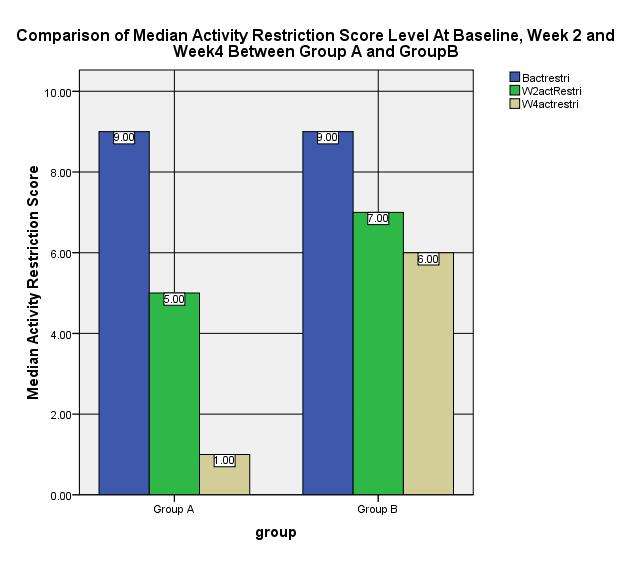 Comparison of Median Activity Restriction Score Level At Baseline, Week 2 and
Week4 Between Group A and GroupB
Bactrestri
W2actRestri
W4actrestri
Median Activity Restriction Score
10.00
8.00
6.00
4.00
2.00
0.00
9.00
5.00
1.00
9.00
7.00
6.00
Group A
Group B
group